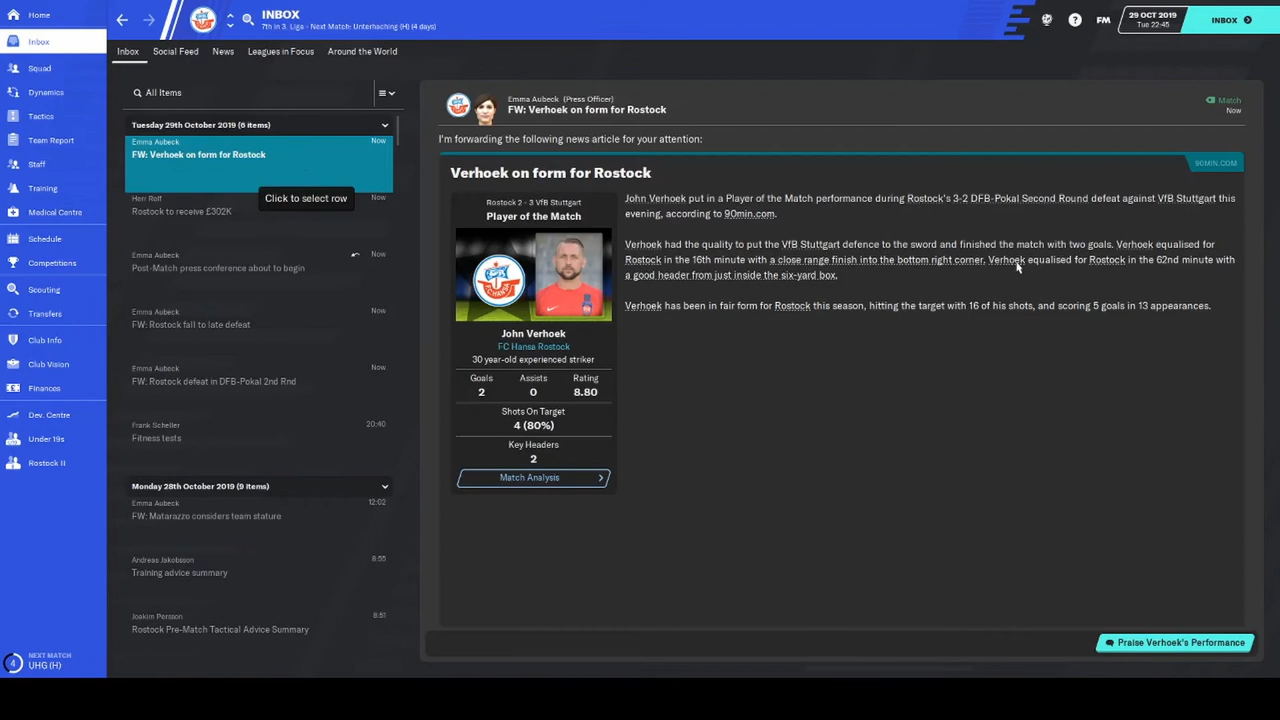 Home
Inbox
Squad
Dynamics
Tactics
Team Report
Staff
Training
Medical Centre
Schedule
Competitions
Scouting
Transfers
Club Info
Club Vision
Finances
Dev. Centre
Under 19s
Rostock II
4
NEXT MATCH
UHG (H)
INBOX
7th in 3. Liga - Next Match: Unterhaching (H) (4 days)
?
FM
29 OCT 2019
Tue 22:45
INBOX
Inbox
Social Feed
News
Leagues in Focus
Around the World
All Items
Tuesday 29th October 2019 (6 items)
Emma Aubeck
Now
FW: Verhoek on form for Rostock
Click to select row
Herr Rolf
Now
Rostock to receive £302K
Emma Aubeck
Now
Post-Match press conference about to begin
Emma Aubeck
Now
FW: Rostock fall to late defeat
Emma Aubeck
Now
FW: Rostock defeat in DFB-Pokal 2nd Rnd
Frank Scheller
20:40
Fitness tests
Monday 28th October 2019 (9 items)
Emma Aubeck
12:02
FW: Matarazzo considers team stature
Andreas Jakobsson
8:55
Training advice summary
Joakim Persson
8:51
Rostock Pre-Match Tactical Advice Summary
Emma Aubeck (Press Officer)
FW: Verhoek on form for Rostock
Match
Now
I'm forwarding the following news article for your attention:
90MIN.COM
Verhoek on form for Rostock
Rostock 2 - 3 VfB Stuttgart
Player of the Match
F.C. HANSA
John Verhoek
FC Hansa Rostock
30 year-old experienced striker
Goals
Assists
Rating
2
0
8.80
Shots On Target
4 (80%)
Key Headers
2
Match Analysis
John Verhoek put in a Player of the Match performance during Rostock's 3-2 DFB-Pokal Second Round defeat against VfB Stuttgart this
evening, according to 90min.com.
Verhoek had the quality to put the VfB Stuttgart defence to the sword and finished the match with two goals. Verhoek equalised for
Rostock in the 16th minute with a close range finish into the bottom right corner. Verhoek equalised for Rostock in the 62nd minute with
a good header from just inside the six-yard box.
Verhoek has been in fair form for Rostock this season, hitting the target with 16 of his shots, and scoring 5 goals in 13 appearances.
Praise Verhoek's Performance